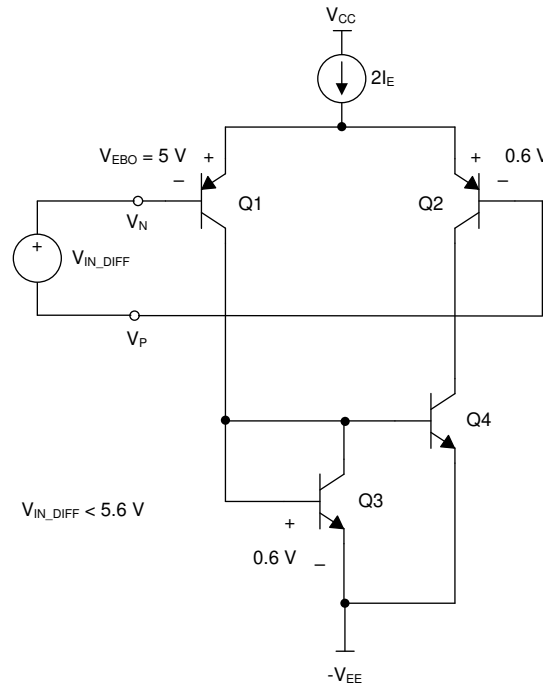 VCC
2IE
VEBO = 5 V
+
–
0.6 V
+
–
Q1
Q2
VN
+
VIN_DIFF
VP
Q4
Q3
VIN_DIFF < 5.6 V
+
0.6 V
–
-VEE